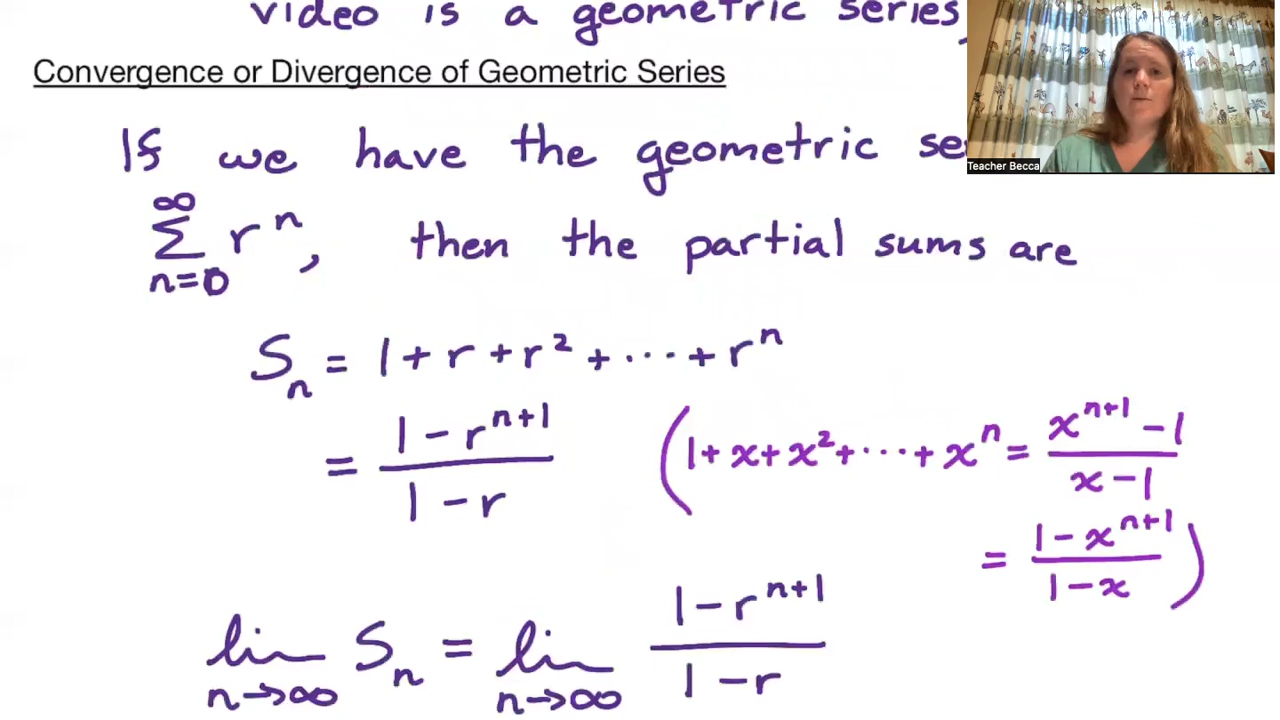 video is a geometric series,
Convergence or Divergence of Geometric Series
If we have the geometric
Teacher Becca
∑_{n=0}^{∞} r^n, then the partial sums are
S_n = 1 + r + r^2 + ··· + r^n
= (1 - r^{n+1})/(1 - r)
(1 + x + x^2 + ··· + x^n = (x^{n+1} - 1)/(x - 1)
= (1 - x^{n+1})/(1 - x))
lim_{n→∞} S_n = lim_{n→∞} (1 - r^{n+1})/(1 - r)